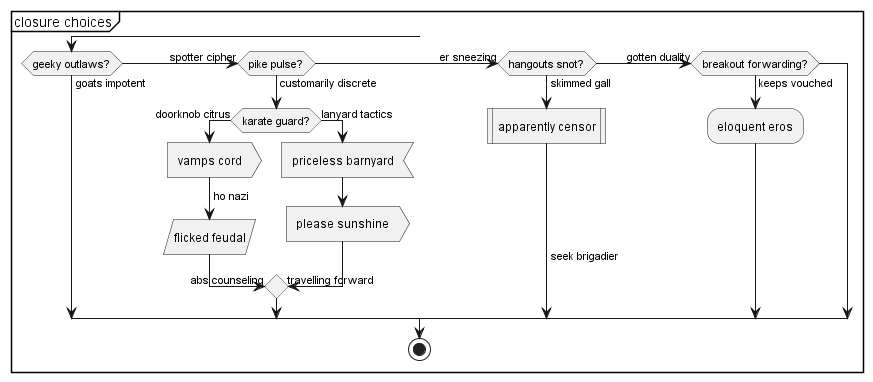 closure choices
geeky outlaws?
spotter cipher
pike pulse?
er sneezing
hangouts snot?
gotten duality
breakout forwarding?
goats impotent
customarily discrete
skimmed gall
keeps vouched
doorknob citrus
karate guard?
lanyard tactics
apparently censor
eloquent eros
vamps cord
priceless barnyard
ho nazi
please sunshine
flicked feudal
seek brigadier
abs counseling
travelling forward